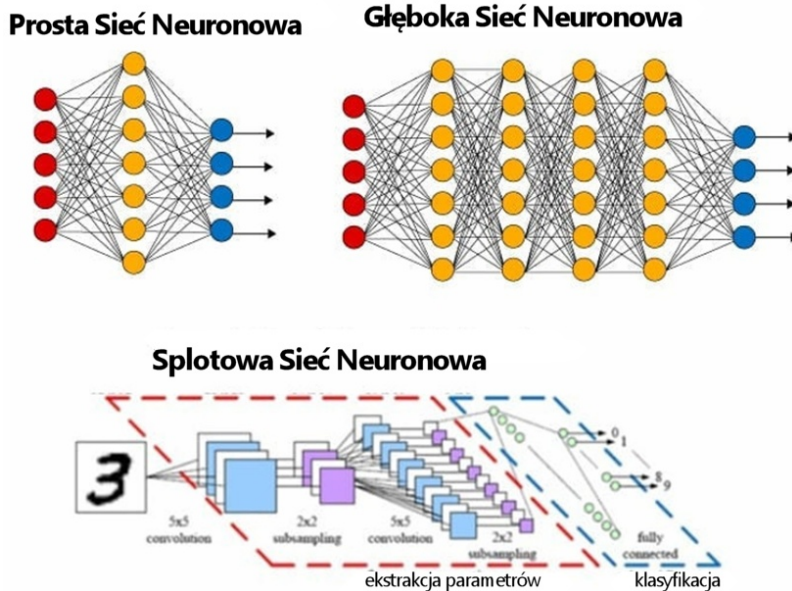 Prosta Sieć Neuronowa
Głęboka Sieć Neuronowa
Splotowa Sieć Neuronowa
3
0
1
8
9
5x5
convolution
2x2
subsampling
5x5
convolution
2x2
subsampling
fully
connected
ekstrakcja parametrów
klasyfikacja